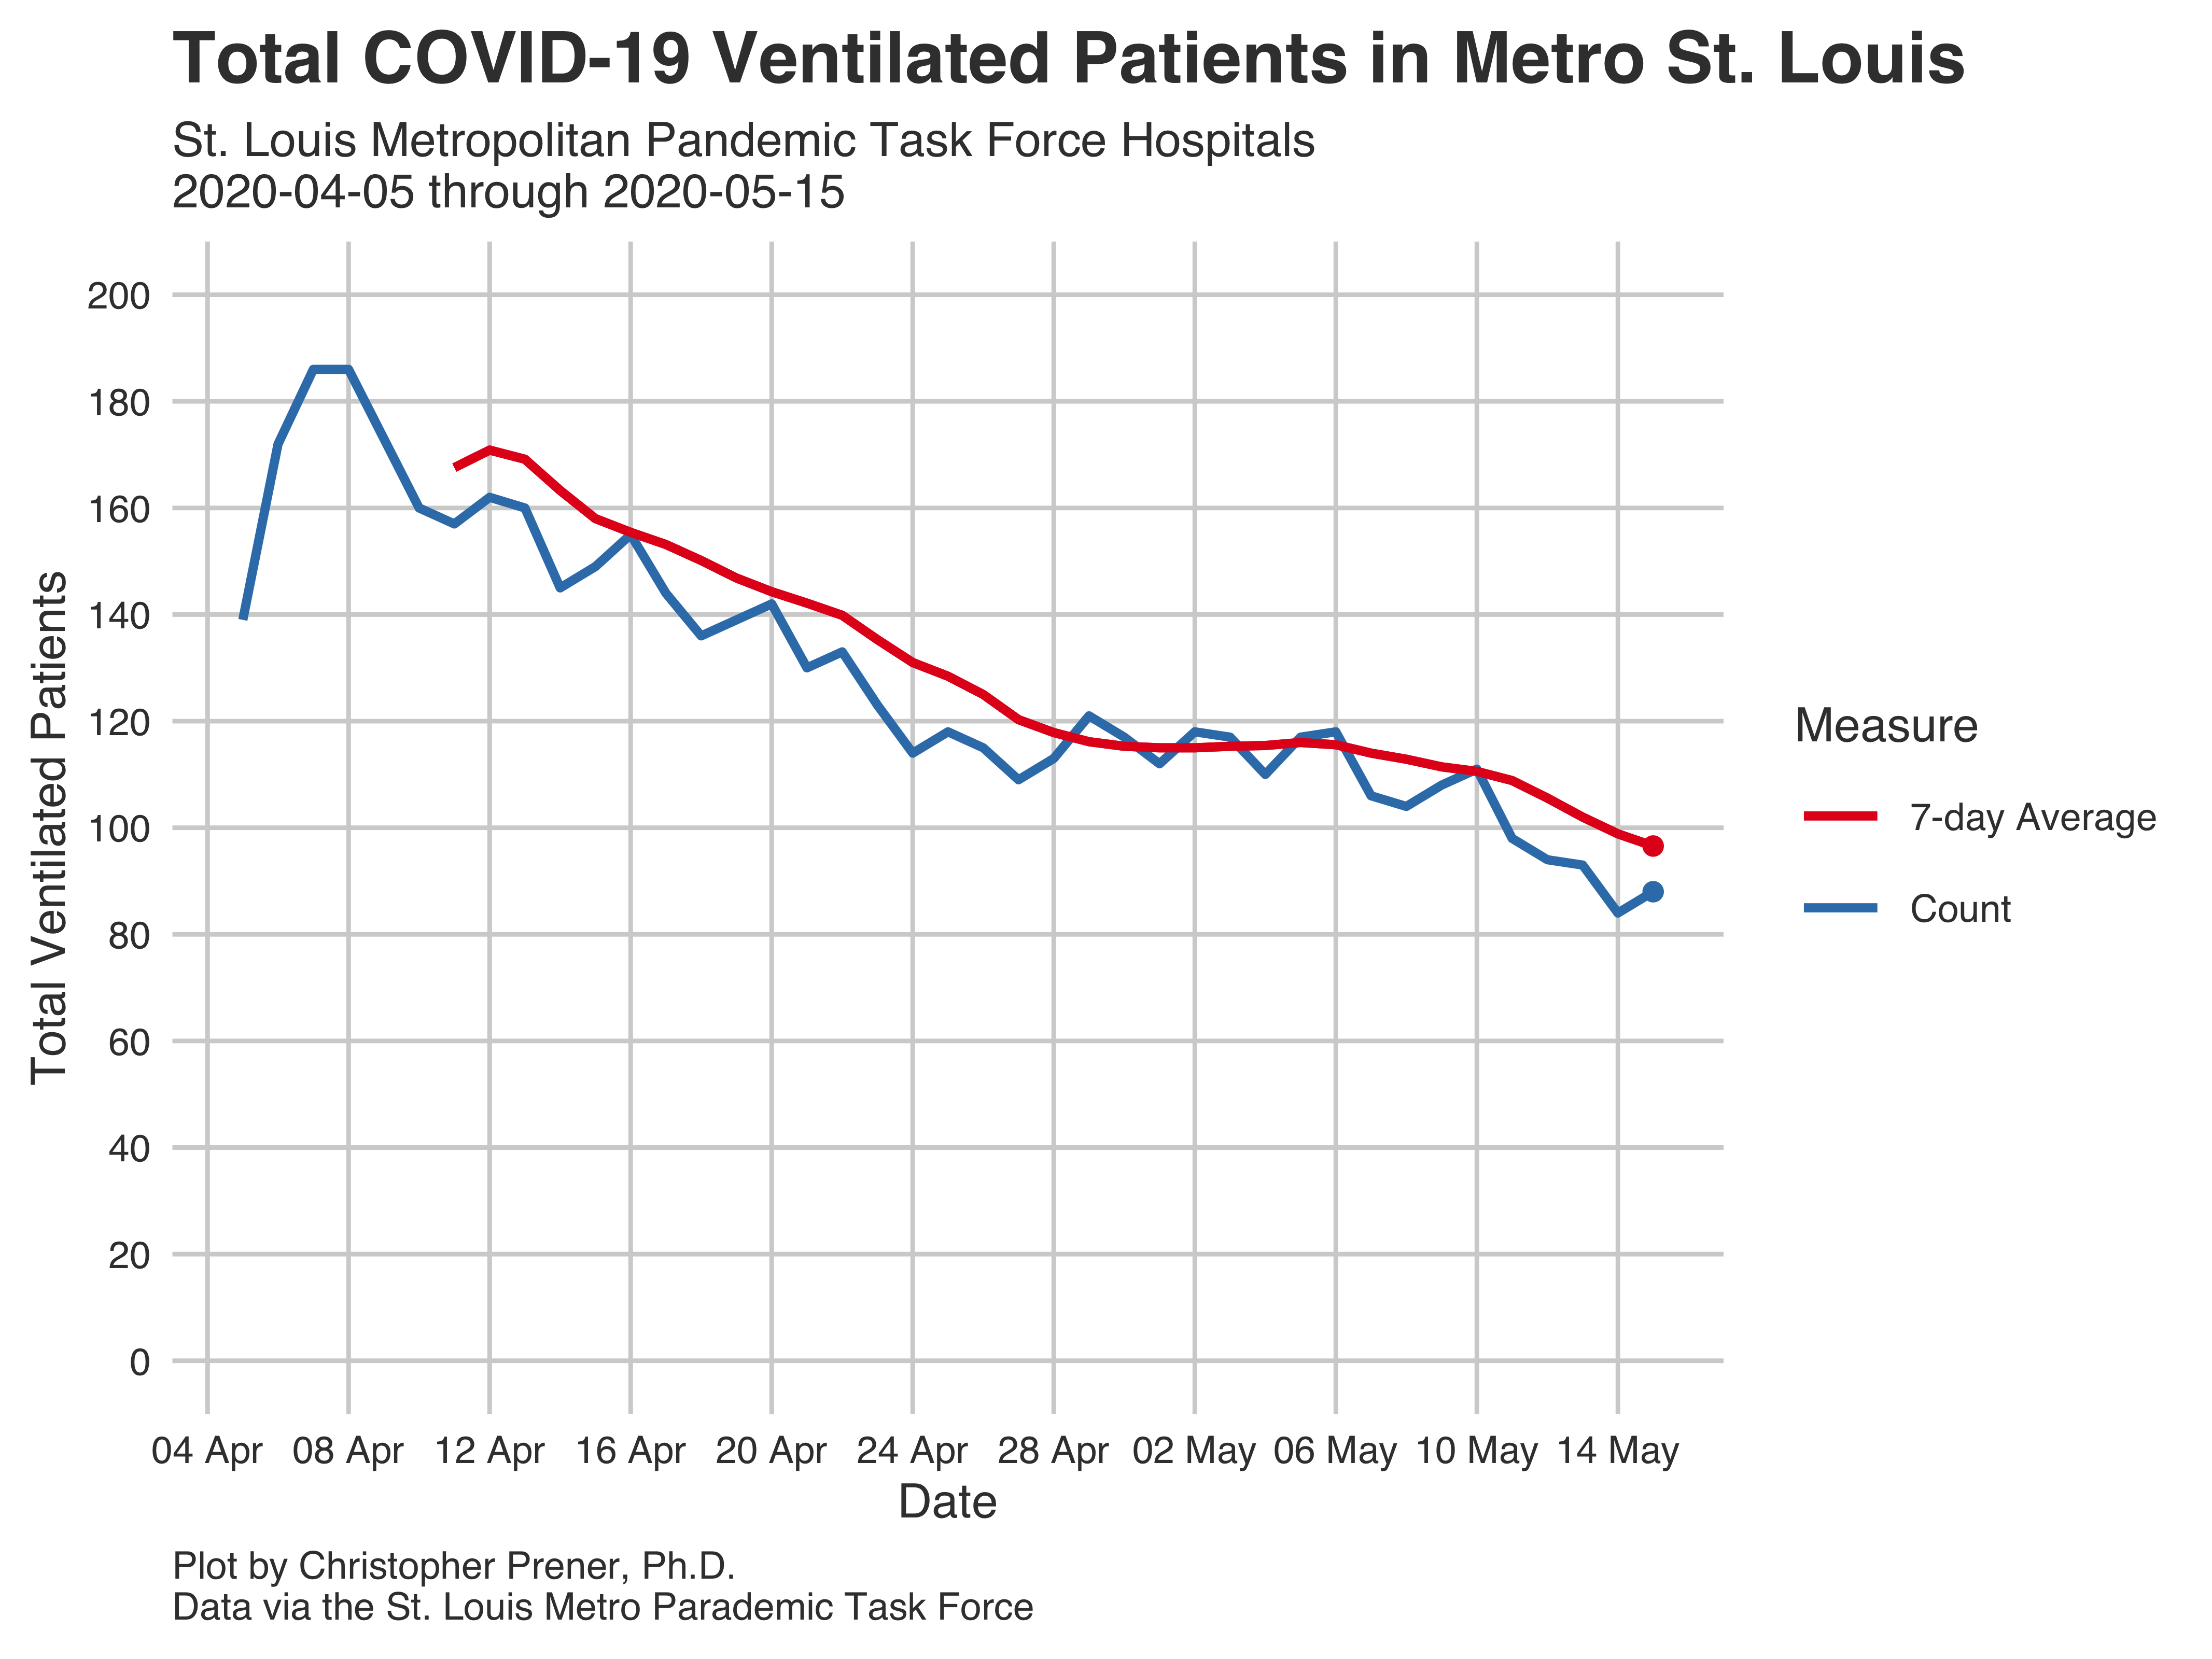 Total COVID-19 Ventilated Patients in Metro St. Louis
St. Louis Metropolitan Pandemic Task Force Hospitals
2020-04-05 through 2020-05-15
Total Ventilated Patients
200
180
160
140
120
100
80
60
40
20
0
04 Apr 08 Apr 12 Apr 16 Apr 20 Apr 24 Apr 28 Apr 02 May 06 May 10 May 14 May
Date
Measure
7-day Average
Count
Plot by Christopher Prener, Ph.D.
Data via the St. Louis Metro Parademic Task Force